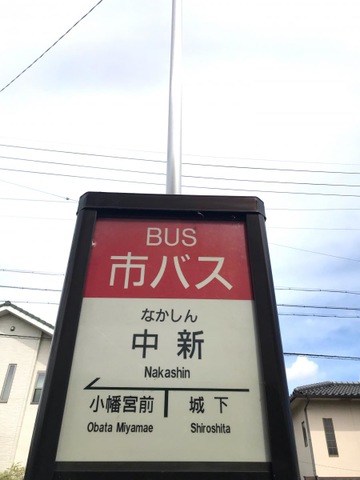 BUS
市バス
なかしん
中新
Nakashin
小幡宮前 城下
Obata Miyamae Shiroshita